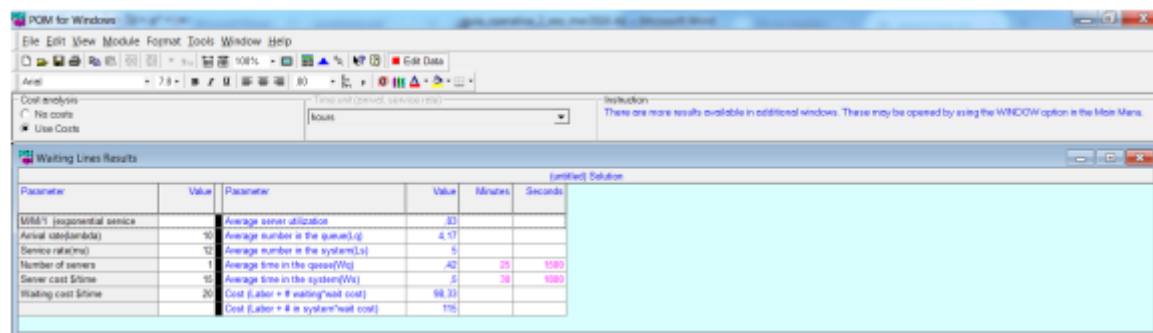 POM for Windows
File Edit View Module Format Tools Window Help
100% Edit Data
Arial 7.8 B I U .00
Cost analysis
No costs
Use Costs
Time unit (arrival, service rate)
hours
Instruction
There are more results available in additional windows. These may be opened by using the WINDOW option in the Main Menu.
Waiting Lines Results
(untitled) Solution
Parameter Value Parameter Value Minutes Seconds
M/M/1 (exponential service Average server utilization ,83
Arrival rate(lambda) 10 Average number in the queue(Lq) 4,17
Service rate(mu) 12 Average number in the system(Ls) 5
Number of servers 1 Average time in the queue(Wq) ,42 25 1500
Server cost $/time 15 Average time in the system(Ws) ,5 30 1800
Waiting cost $/time 20 Cost (Labor + # waiting*wait cost) 98,33
Cost (Labor + # in system*wait cost) 115